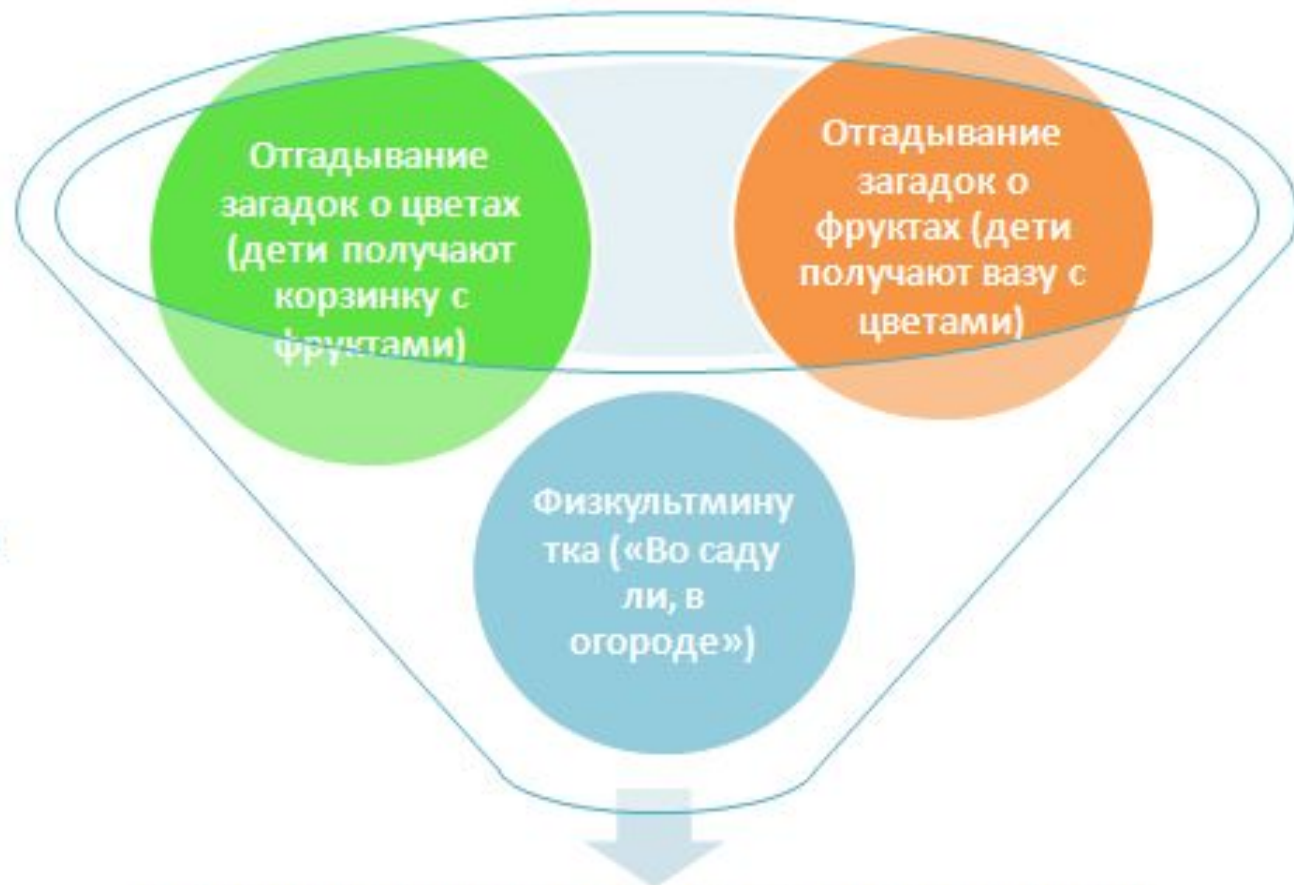 Отгадывание
загадок о цветах
(дети получают
корзинку с
фруктами)
Отгадывание
загадок о
фруктах (дети
получают вазу с
цветами)
Физкультмину
тка («Во саду
ли, в
огороде»)